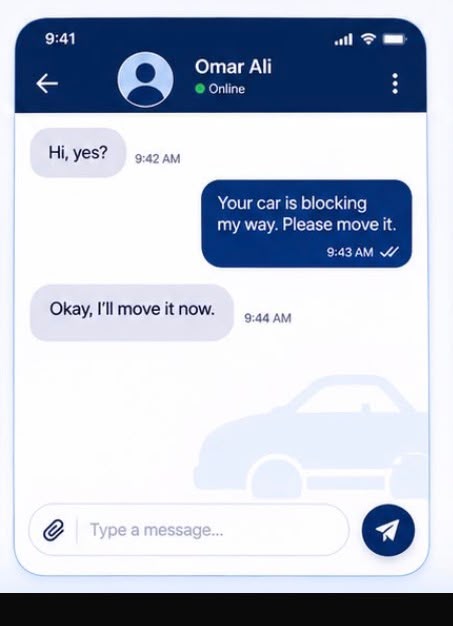 9:41
Omar Ali
Online
Hi, yes?
9:42 AM
Your car is blocking
my way. Please move it.
9:43 AM
Okay, I'll move it now.
9:44 AM
Type a message...